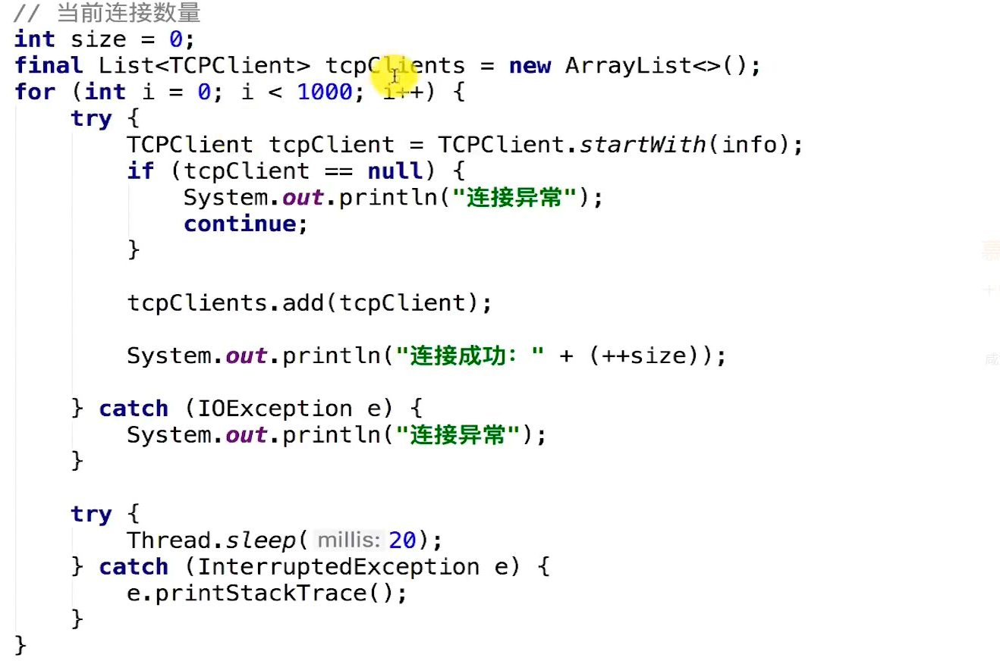 // 当前连接数量
int size = 0;
final List<TCPClient> tcpClients = new ArrayList<>();
for (int i = 0; i < 1000; i++) {
    try {
        TCPClient tcpClient = TCPClient.startWith(info);
        if (tcpClient == null) {
            System.out.println("连接异常");
            continue;
        }
        tcpClients.add(tcpClient);
        System.out.println("连接成功：" + (++size));
    } catch (IOException e) {
        System.out.println("连接异常");
    }
    try {
        Thread.sleep( millis: 20);
    } catch (InterruptedException e) {
        e.printStackTrace();
    }
}